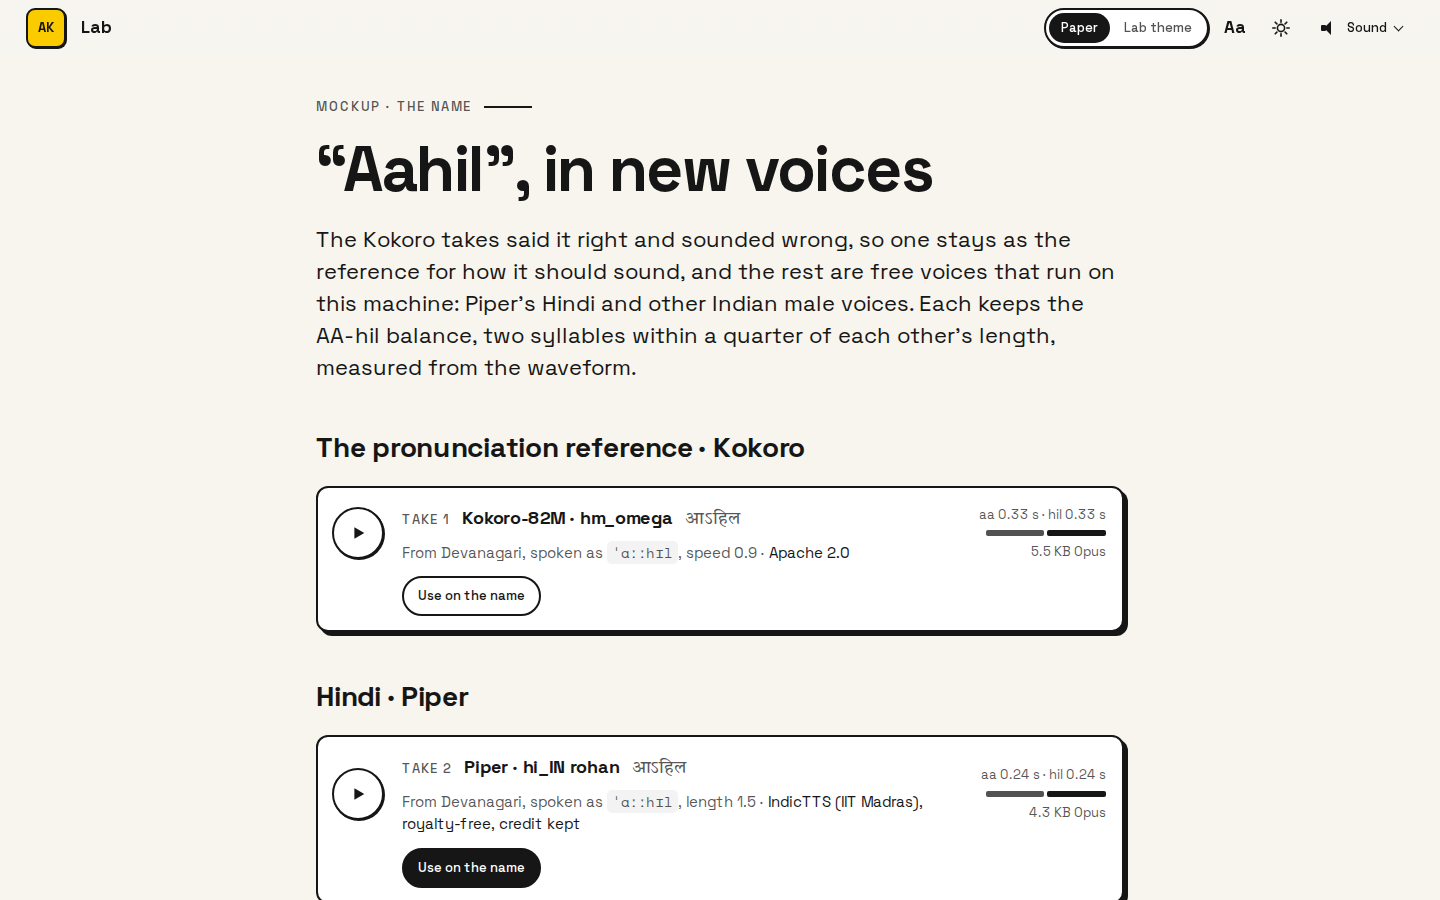 AK Lab Paper Lab theme Aa Sound
MOCKUP · THE NAME
“Aahil”, in new voices
The Kokoro takes said it right and sounded wrong, so one stays as the
reference for how it should sound, and the rest are free voices that run on
this machine: Piper’s Hindi and other Indian male voices. Each keeps the
AA-hil balance, two syllables within a quarter of each other’s length,
measured from the waveform.
The pronunciation reference · Kokoro
TAKE 1 Kokoro-82M · hm_omega आऽहिल
aa 0.33 s · hil 0.33 s
From Devanagari, spoken as ˈɑːːhɪl, speed 0.9 · Apache 2.0
5.5 KB Opus
Use on the name
Hindi · Piper
TAKE 2 Piper · hi_IN rohan आऽहिल
aa 0.24 s · hil 0.24 s
From Devanagari, spoken as ˈɑːːhɪl, length 1.5 · IndicTTS (IIT Madras),
royalty-free, credit kept
4.3 KB Opus
Use on the name